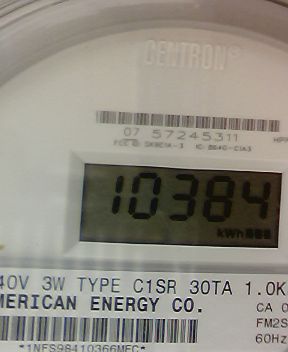 CENTRON®
07 57245311
10384
kWh
40V 3W TYPE C1SR 30TA 1.0K
MERICAN ENERGY CO.
CA 0
FM2S
60Hz
*1NFS98410366MEC*